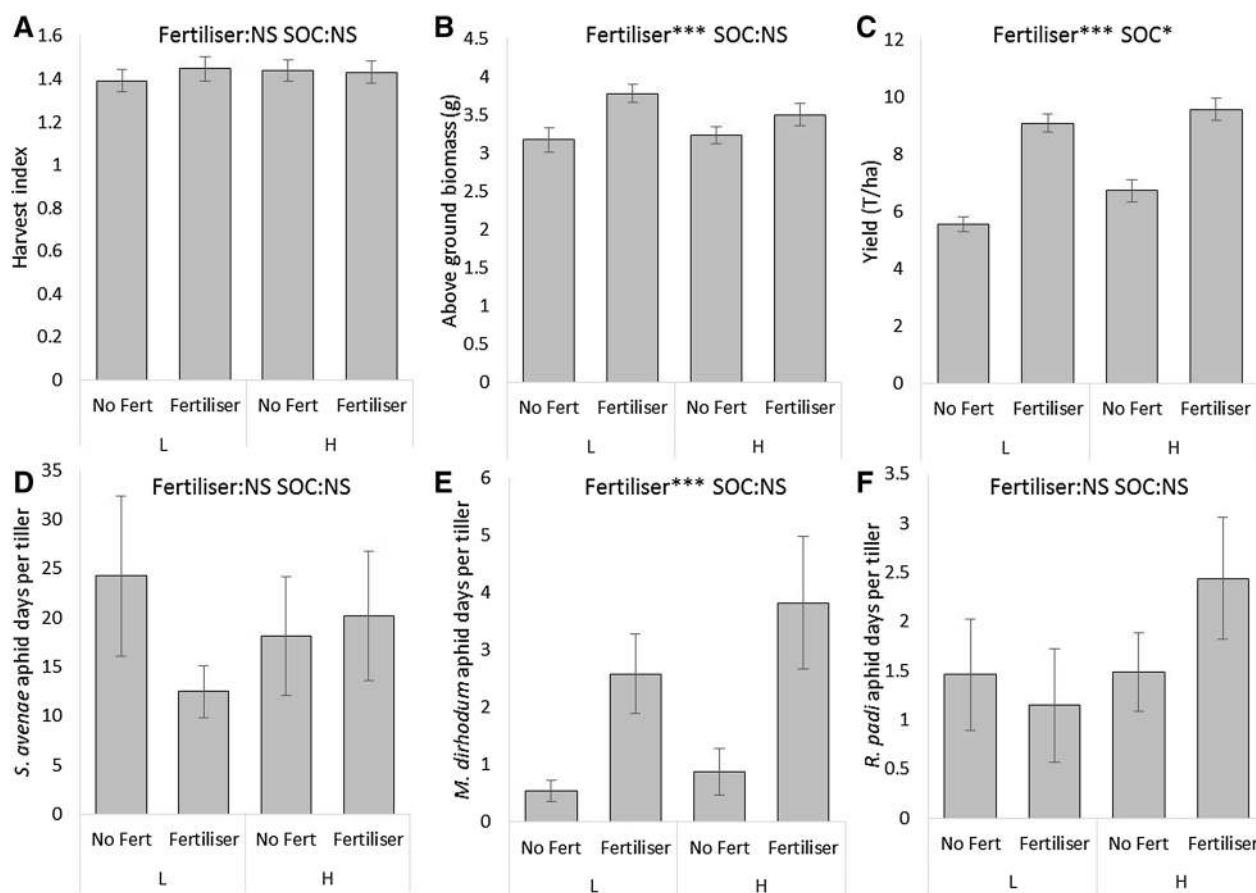 A
Fertiliser:NS SOC:NS
Harvest index
1.6
1.4
1.2
1
0.8
0.6
0.4
0.2
0
No Fert Fertiliser No Fert Fertiliser
L H
B
Fertiliser*** SOC:NS
Above ground biomass (g)
4.5
4
3.5
3
2.5
2
1.5
1
0.5
0
No Fert Fertiliser No Fert Fertiliser
L H
C
Fertiliser*** SOC*
Yield (T/ha)
12
10
8
6
4
2
0
No Fert Fertiliser No Fert Fertiliser
L H
D
Fertiliser:NS SOC:NS
S. avenae aphid days per tiller
35
30
25
20
15
10
5
0
No Fert Fertiliser No Fert Fertiliser
L H
E
Fertiliser*** SOC:NS
M. dirhodum aphid days per tiller
6
5
4
3
2
1
0
No Fert Fertiliser No Fert Fertiliser
L H
F
Fertiliser:NS SOC:NS
R. padi aphid days per tiller
3.5
3
2.5
2
1.5
1
0.5
0
No Fert Fertiliser No Fert Fertiliser
L H